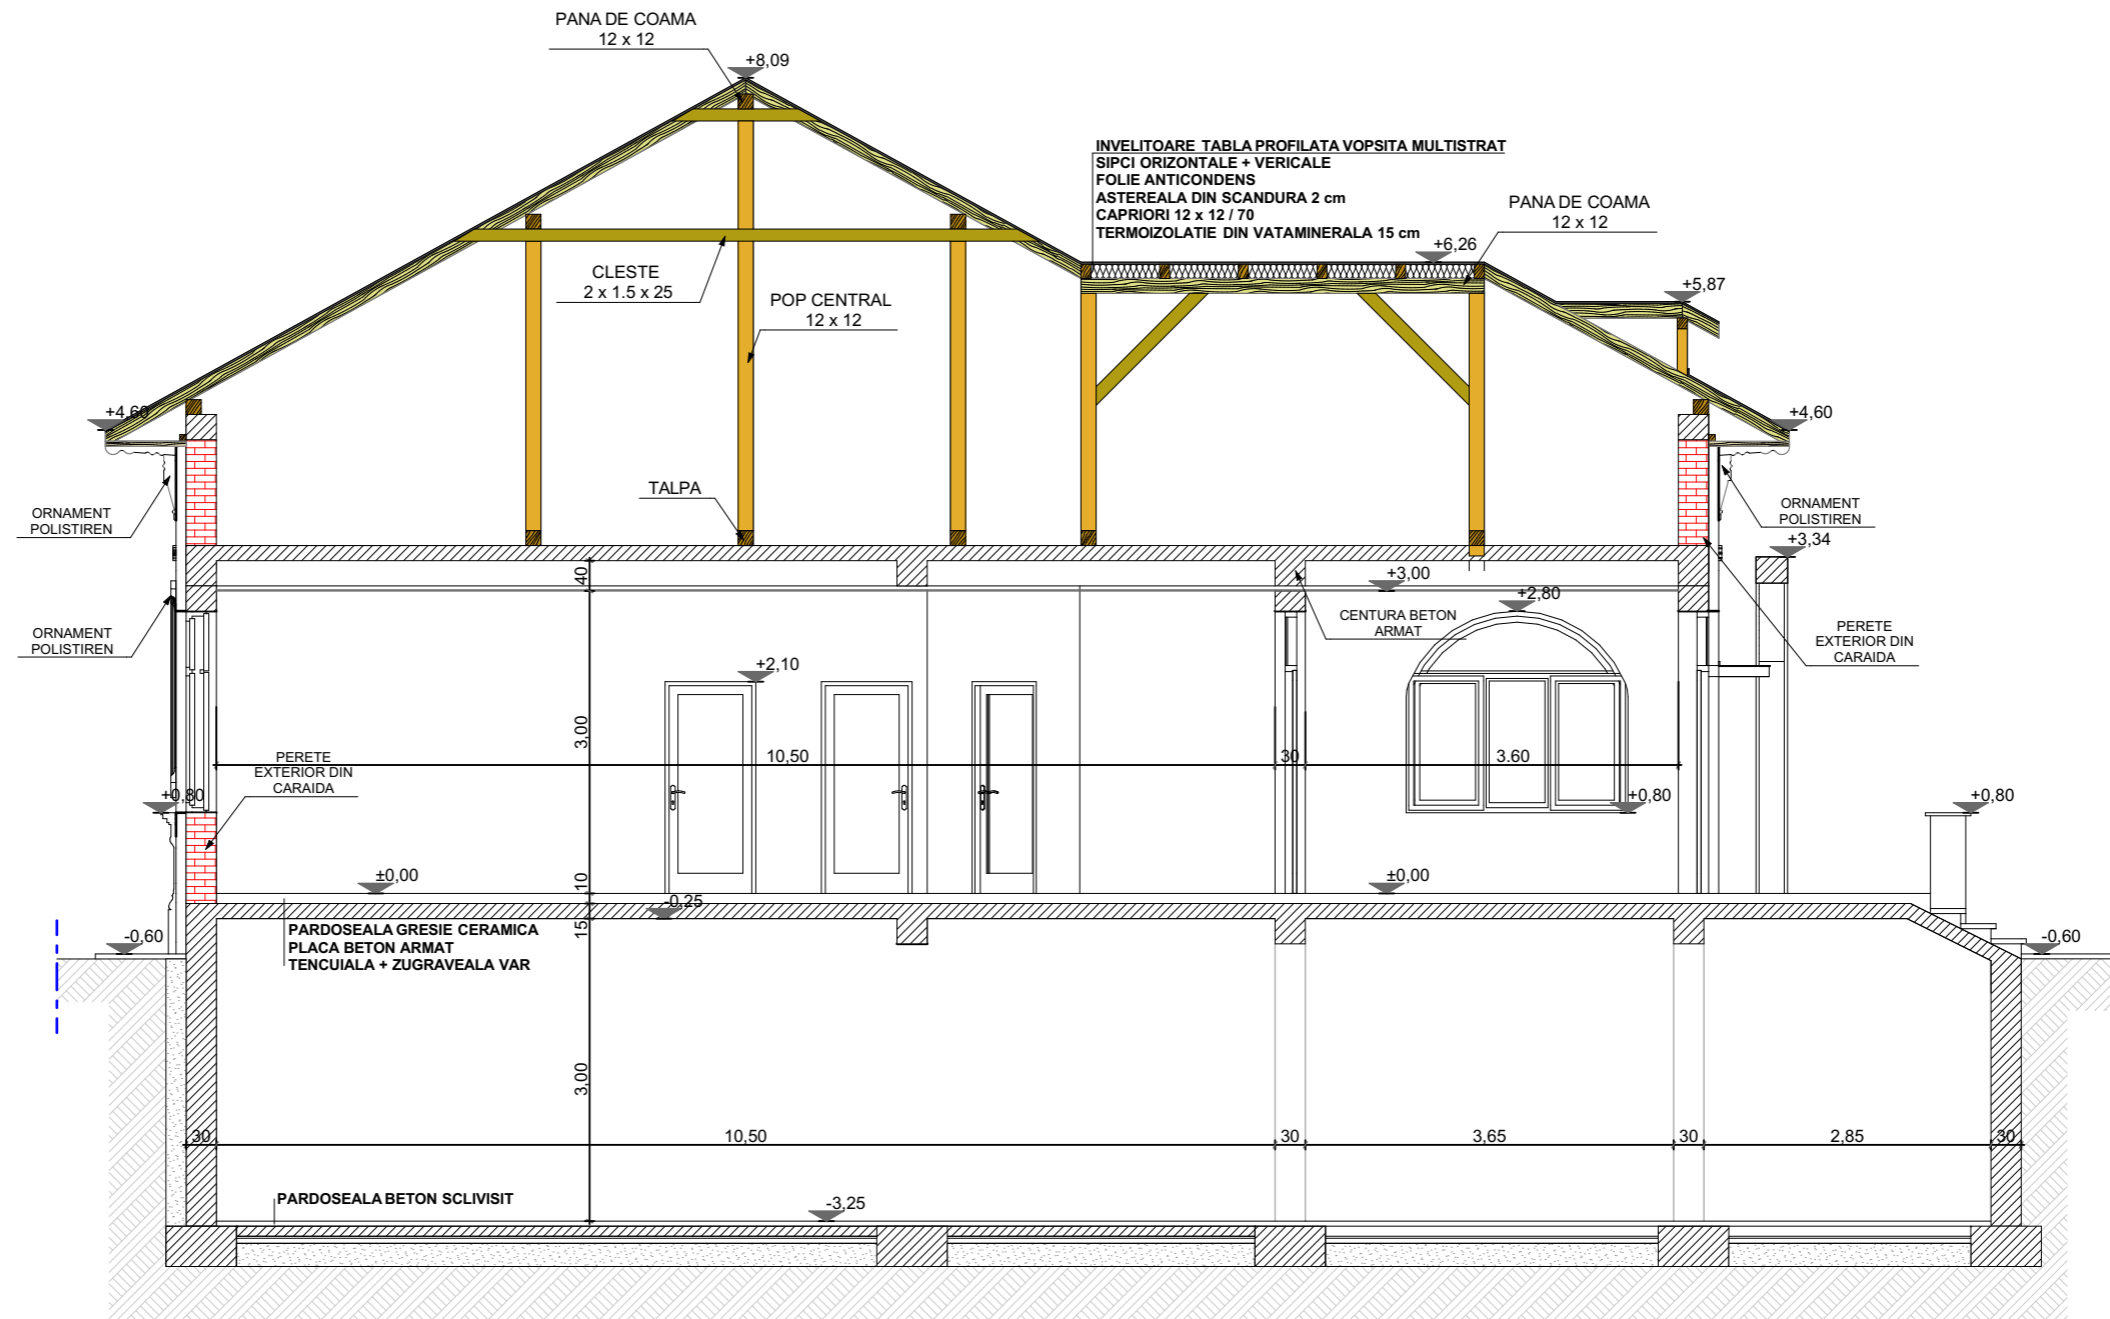 PANA DE COAMA
12 x 12
+8,09
INVELITOARE TABLA PROFILATA VOPSITA MULTISTRAT
SIPCI ORIZONTALE + VERICALE
FOLIE ANTICONDENS
ASTEREALA DIN SCANDURA 2 cm
CAPRIORI 12 x 12 / 70
TERMOIZOLATIE DIN VATAMINERALA 15 cm
PANA DE COAMA
12 x 12
+6,26
CLESTE
2 x 1.5 x 25
POP CENTRAL
12 x 12
+5,87
+4,60
+4,60
TALPA
ORNAMENT
POLISTIREN
ORNAMENT
POLISTIREN
+3,34
40
+3,00
+2,80
CENTURA BETON
ARMAT
ORNAMENT
POLISTIREN
PERETE
EXTERIOR DIN
CARAIDA
+2,10
3,00
PERETE
EXTERIOR DIN
CARAIDA
10,50
30
3.60
+0,80
+0,80
+0,80
±0,00
10
±0,00
-0,25
15
PARDOSEALA GRESIE CERAMICA
PLACA BETON ARMAT
TENCUIALA + ZUGRAVEALA VAR
-0,60
-0,60
3,00
30
10,50
30
3,65
30
2,85
30
PARDOSEALA BETON SCLIVISIT
-3,25